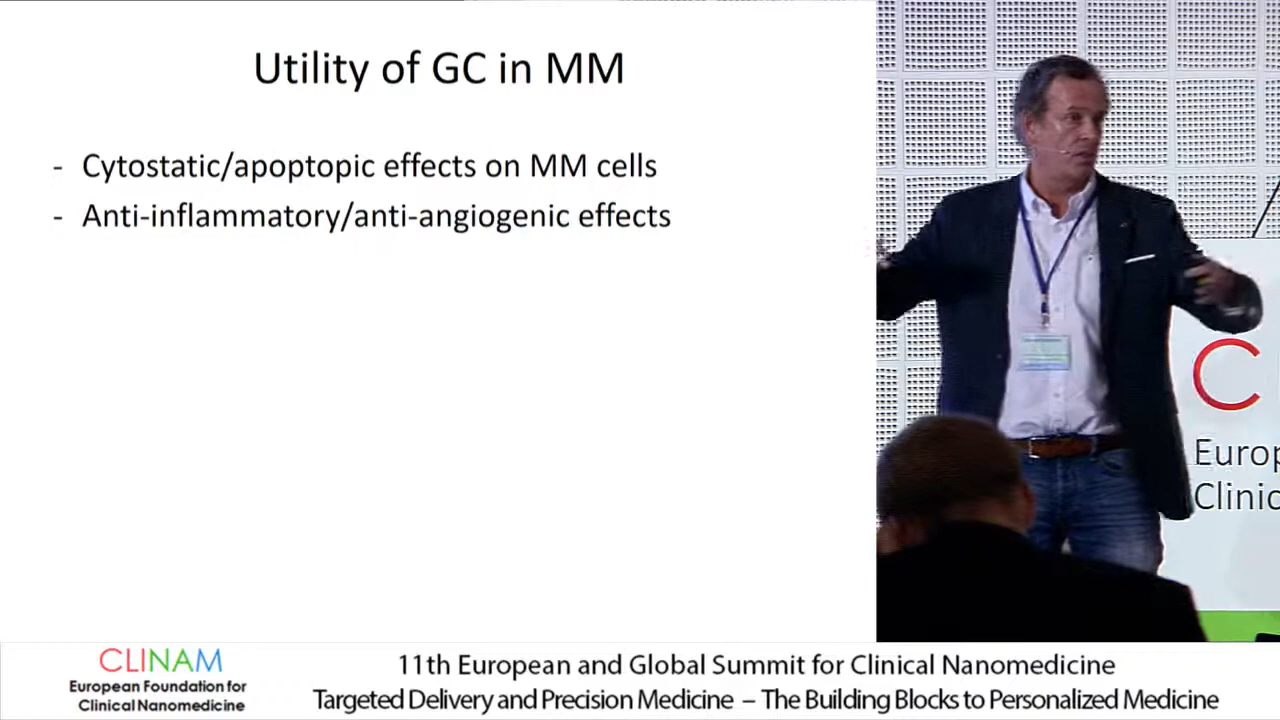 Utility of GC in MM
- Cytostatic/apoptopic effects on MM cells
- Anti-inflammatory/anti-angiogenic effects
C
Europ
Clinic
CLINAM
European Foundation for
Clinical Nanomedicine
11th European and Global Summit for Clinical Nanomedicine
Targeted Delivery and Precision Medicine – The Building Blocks to Personalized Medicine